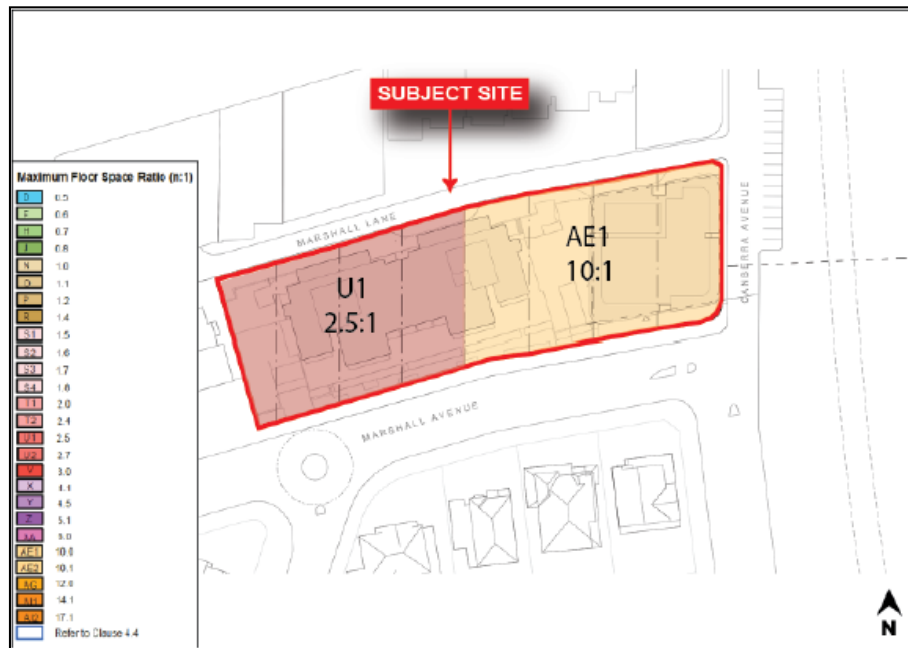 SUBJECT SITE
Maximum Floor Space Ratio (n:1)
D 0.5
F 0.6
H 0.7
I 0.8
N 1.0
O 1.1
P 1.2
R 1.4
S1 1.5
S2 1.6
S3 1.7
S4 1.8
T1 2.0
T2 2.4
U1 2.5
U2 2.7
V 3.0
X
Y 4.5
Z 5.1
AE1 10.0
AE2 10.1
12.0
14.1
17.1
Refer to Clause 4.4
MARSHALL LANE
U1
2.5:1
AE1
10:1
CANBERRA AVENUE
MARSHALL AVENUE
N